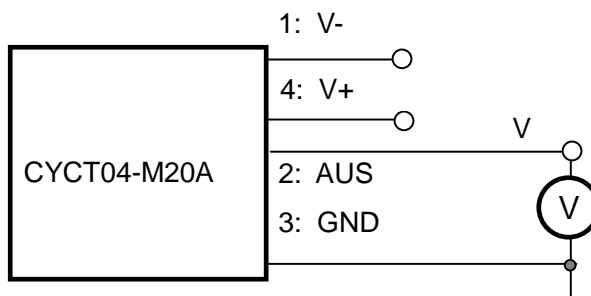 1: V-
4: V+
V
CYCT04-M20A
2: AUS
3: GND
V